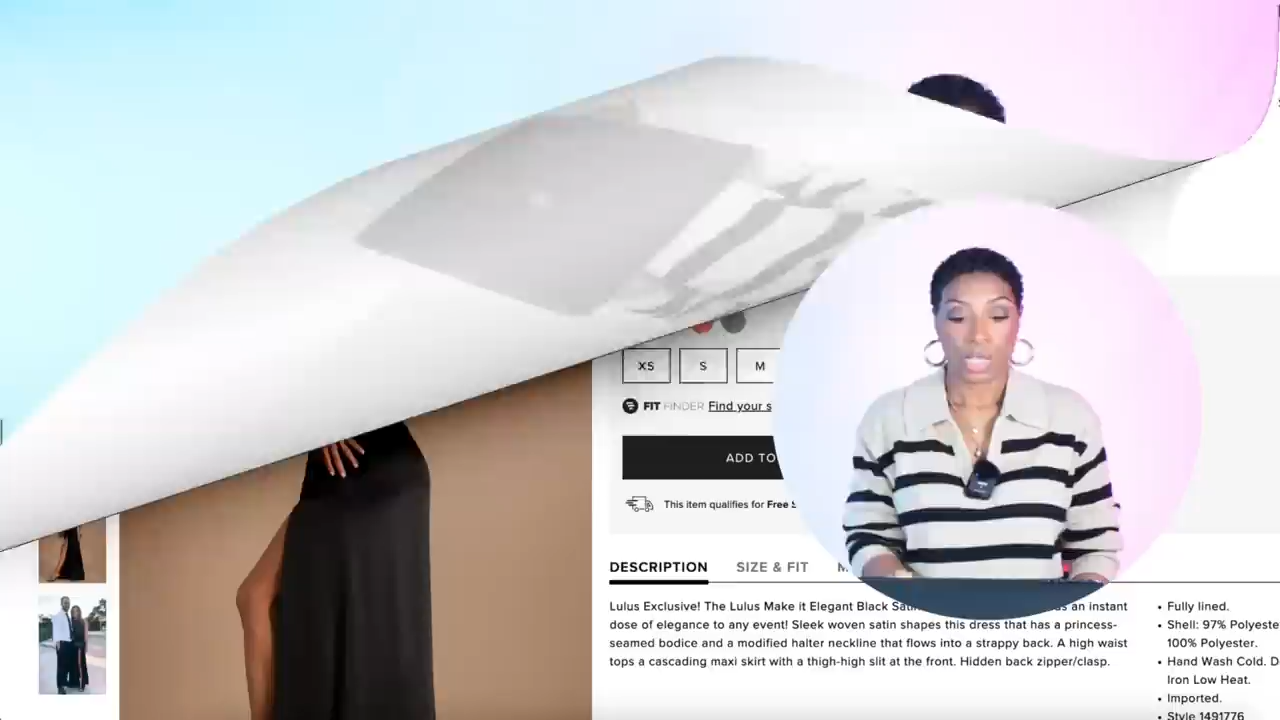 XS S M
FIT FINDER Find your s
ADD TO
This item qualifies for Free S
DESCRIPTION SIZE & FIT M
Lulus Exclusive! The Lulus Make it Elegant Black as an instant
dose of elegance to any event! Sleek woven satin shapes this dress that has a princess-
seamed bodice and a modified halter neckline that flows into a strappy back. A high waist
tops a cascading maxi skirt with a thigh-high slit at the front. Hidden back zipper/clasp.
• Fully lined.
• Shell: 97% Polyeste
100% Polyester.
• Hand Wash Cold. D
Iron Low Heat.
• Imported.
• Style 1491776